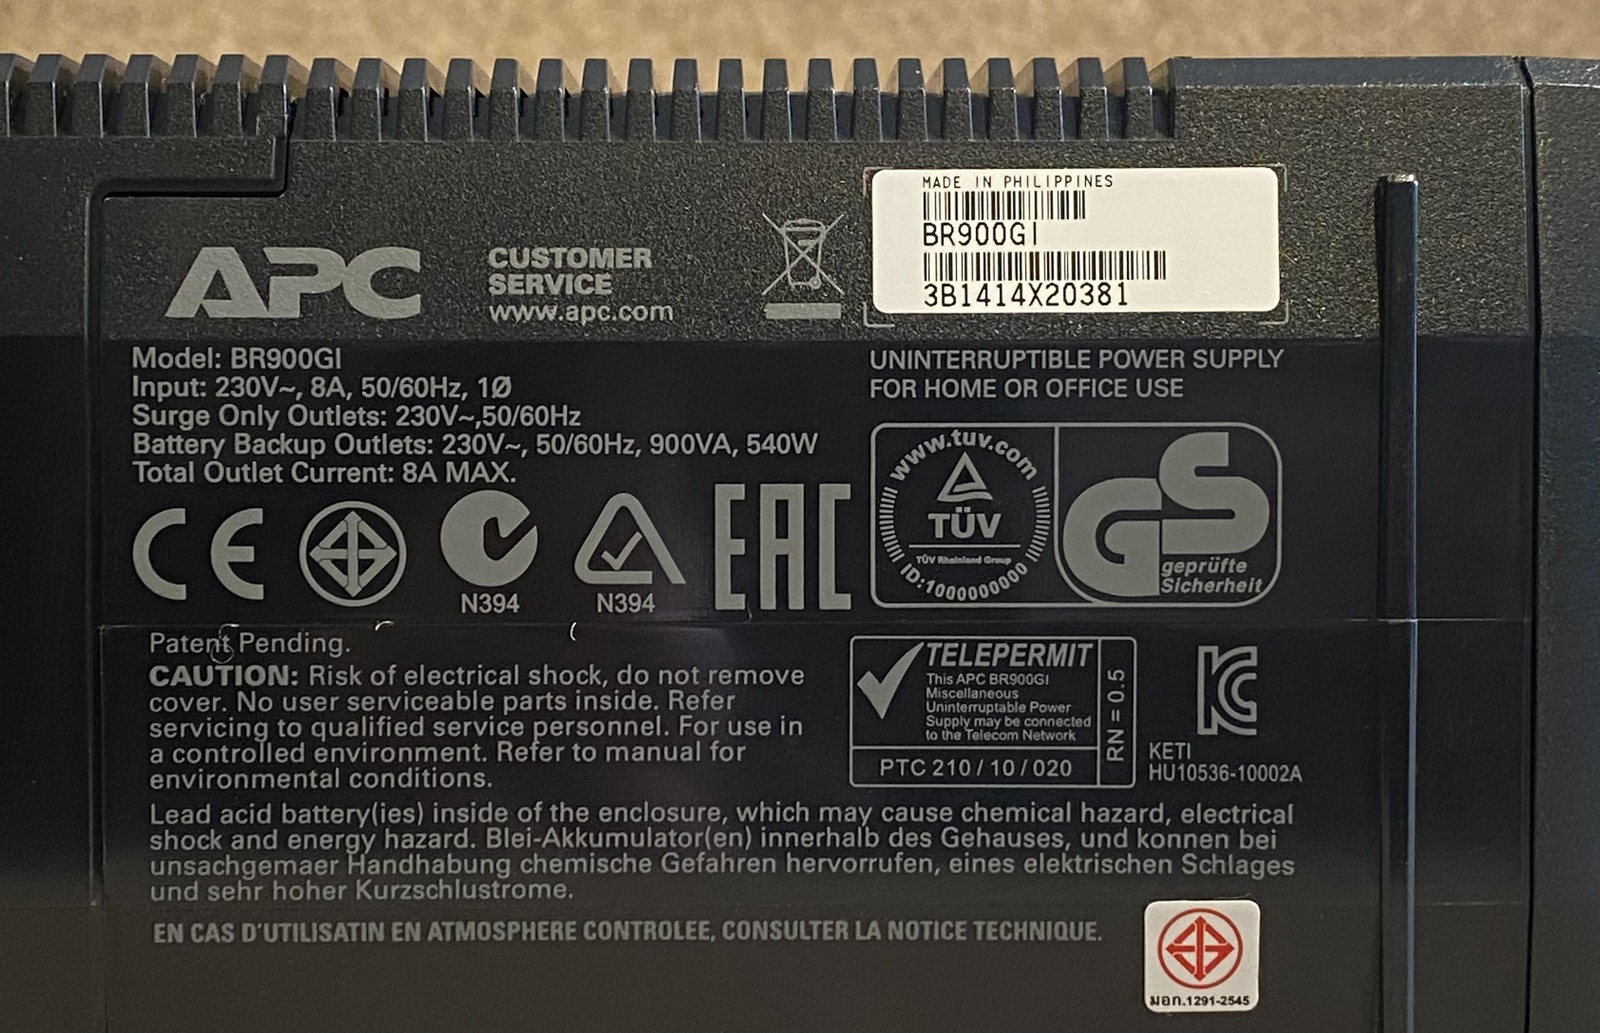 MADE IN PHILIPPINES
BR900GI
3B1414X20381
APC
CUSTOMER
SERVICE
www.apc.com
Model: BR900GI
Input: 230V~, 8A, 50/60Hz, 1Ø
Surge Only Outlets: 230V~,50/60Hz
Battery Backup Outlets: 230V~, 50/60Hz, 900VA, 540W
Total Outlet Current: 8A MAX.
UNINTERRUPTIBLE POWER SUPPLY
FOR HOME OR OFFICE USE
CE
N394
N394
EAC
www.tuv.com
TÜV
TÜV Rheinland Group
ID:1000000000
GS
geprüfte
Sicherheit
Patent Pending.
CAUTION: Risk of electrical shock, do not remove
cover. No user serviceable parts inside. Refer
servicing to qualified service personnel. For use in
a controlled environment. Refer to manual for
environmental conditions.
TELEPERMIT
This APC BR900GI
Miscellaneous
Uninterruptable Power
Supply may be connected
to the Telecom Network
PTC 210 / 10 / 020
RN = 0.5
KC
KETI
HU10536-10002A
Lead acid battery(ies) inside of the enclosure, which may cause chemical hazard, electrical
shock and energy hazard. Blei-Akkumulator(en) innerhalb des Gehauses, und konnen bei
unsachgemaer Handhabung chemische Gefahren hervorrufen, eines elektrischen Schlages
und sehr hoher Kurzschlustrome.
EN CAS D'UTILISATIN EN ATMOSPHERE CONTROLEE, CONSULTER LA NOTICE TECHNIQUE.
มอก.1291-2545